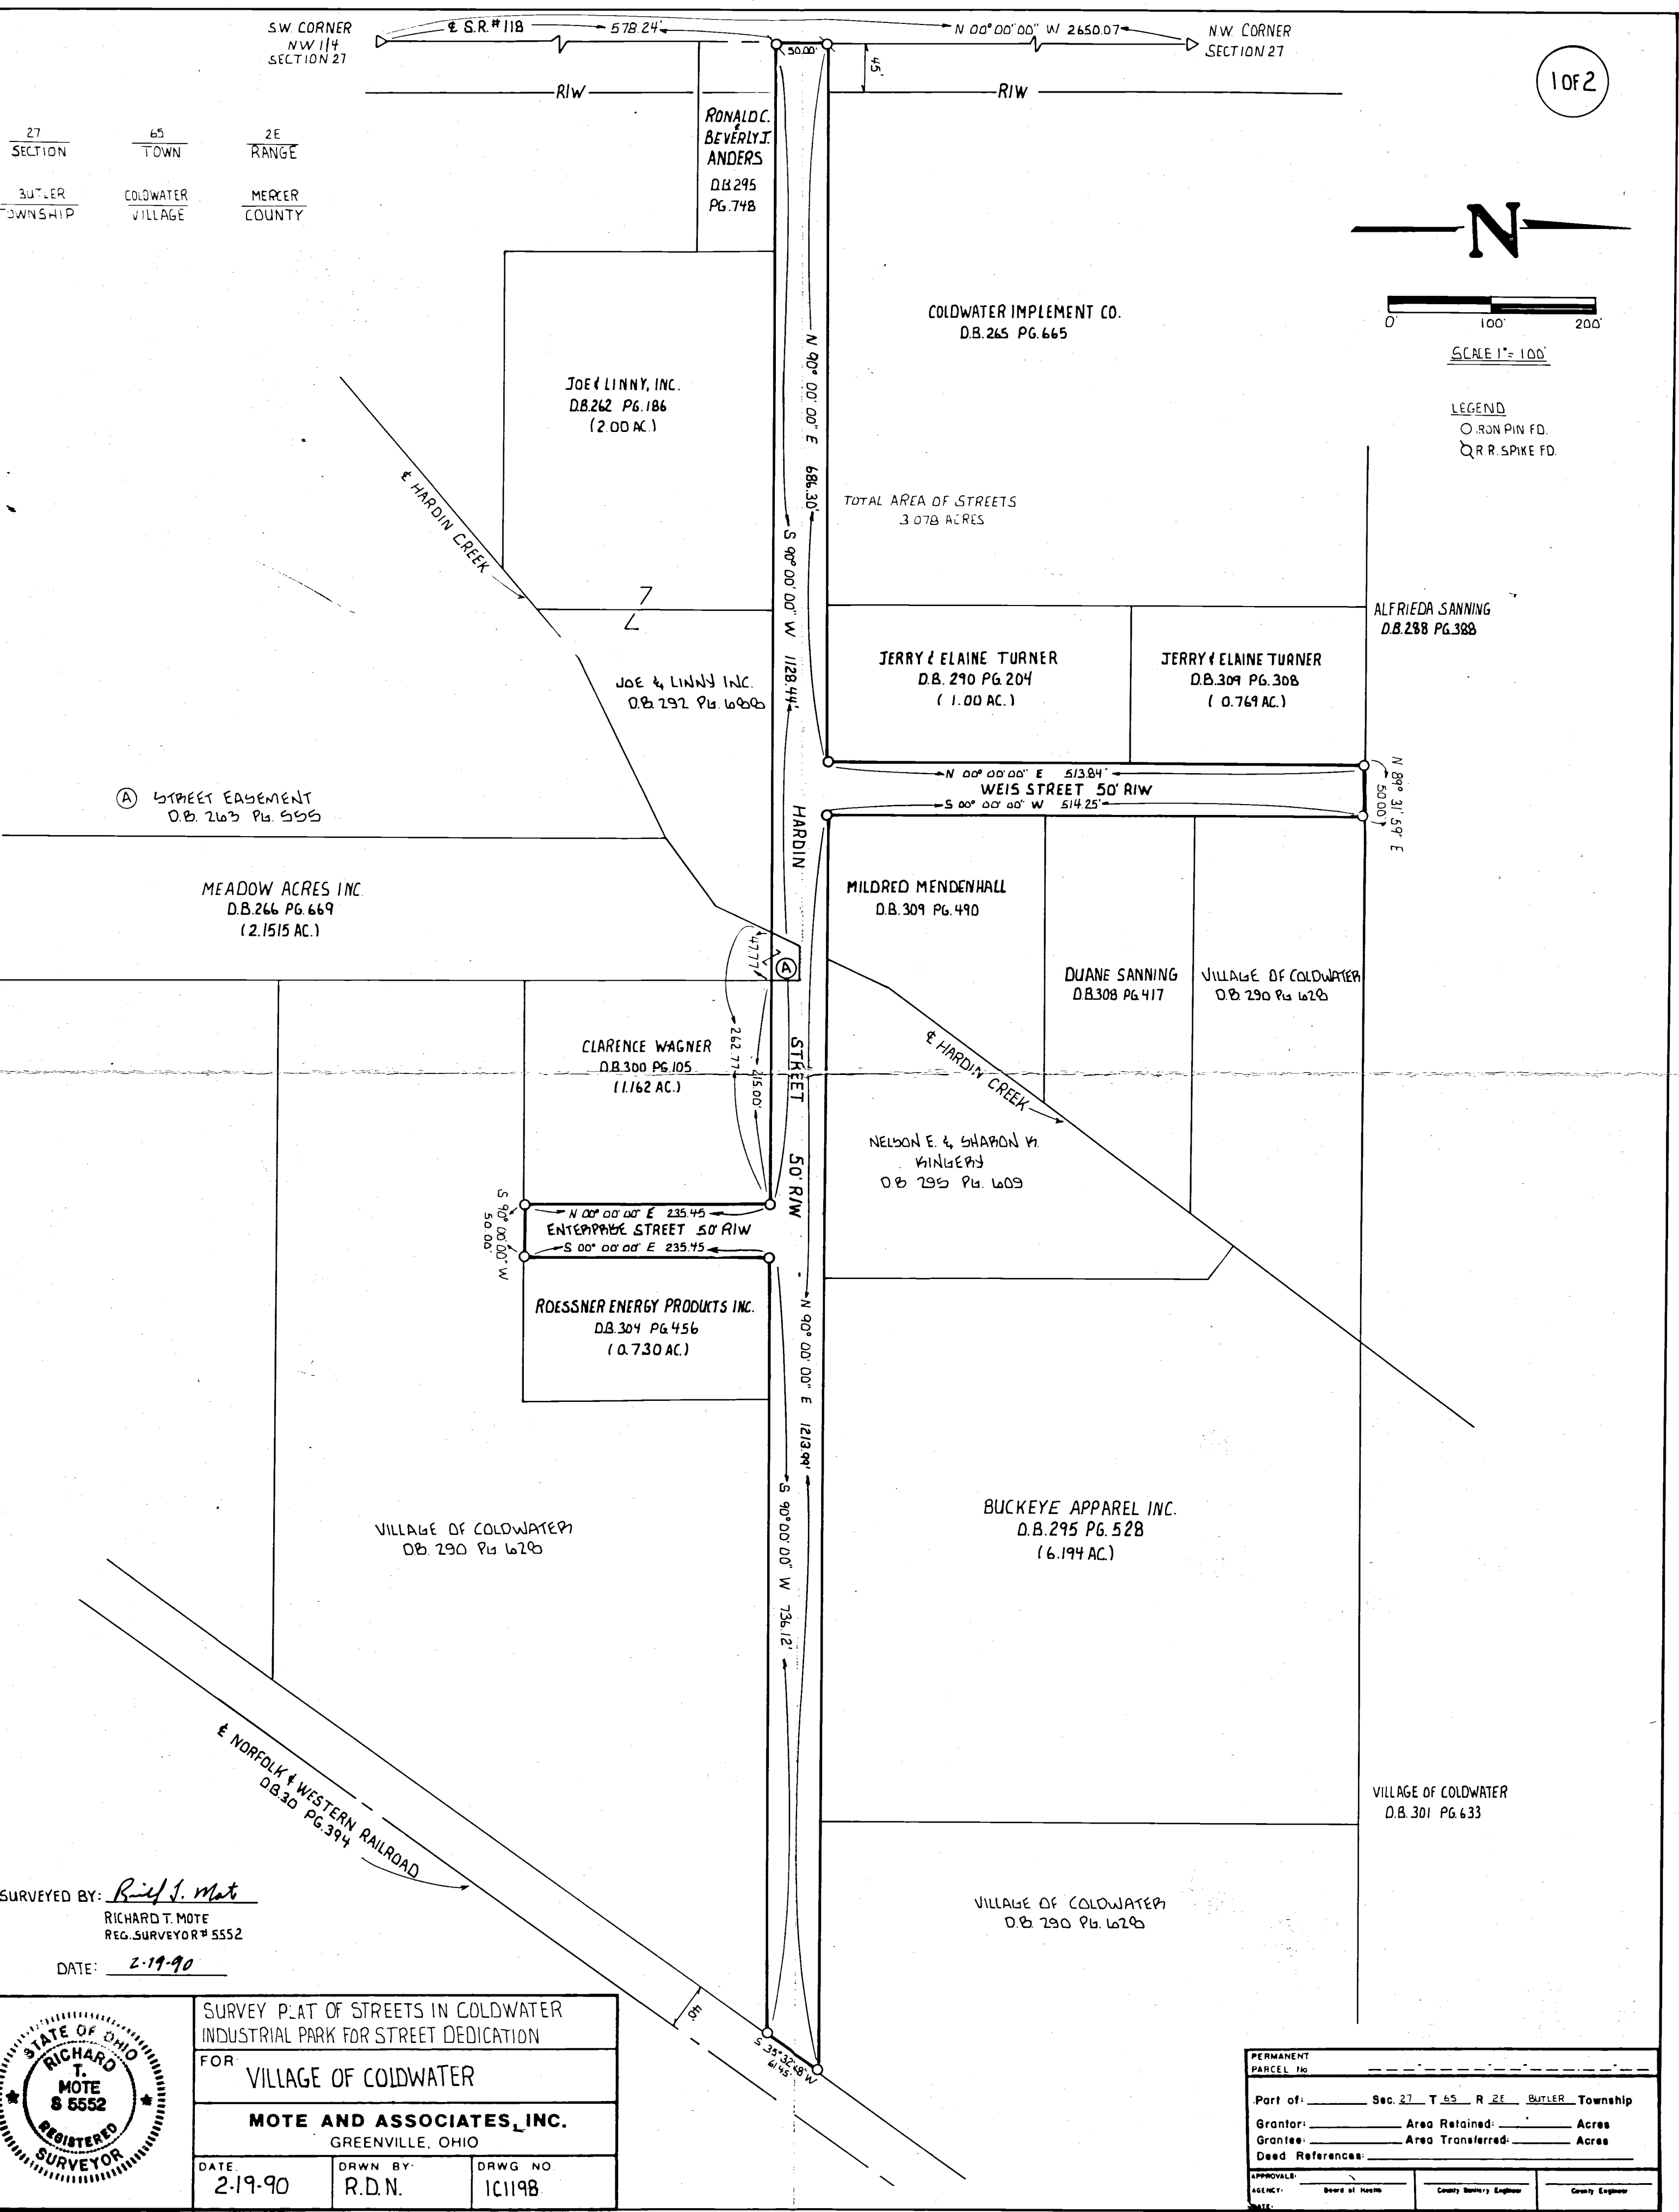 S.W. CORNER
NW 1/4
SECTION 27
℄ S.R. #118
578.24'
50.00'
N 00° 00' 00" W 2650.07'
N.W. CORNER
SECTION 27
45'
R/W
R/W
1 OF 2
27
SECTION
65
TOWN
2E
RANGE
BUTLER
TOWNSHIP
COLDWATER
VILLAGE
MERCER
COUNTY
RONALD C.
&
BEVERLY J.
ANDERS
D.B. 295
PG. 748
N
0' 100' 200'
SCALE 1" = 100'
LEGEND
IRON PIN FD.
R.R. SPIKE FD.
COLDWATER IMPLEMENT CO.
D.B. 265 PG. 665
JOE & LINNY, INC.
D.B. 262 PG. 186
(2.00 AC.)
℄ HARDIN CREEK
N 90° 00' 00" E 686.30'
TOTAL AREA OF STREETS
3.078 ACRES
S 90° 00' 00" W 1128.44'
ALFRIEDA SANNING
D.B. 288 PG. 388
JERRY & ELAINE TURNER
D.B. 290 PG. 204
(1.00 AC.)
JERRY & ELAINE TURNER
D.B. 309 PG. 308
(0.769 AC.)
JOE & LINNY INC.
D.B. 292 PG. 688
N 00° 00' 00" E 513.84'
WEIS STREET 50' R/W
S 00° 00' 00" W 514.25'
N 89° 31' 59" E
50.00'
A STREET EASEMENT
D.B. 263 PG. 555
HARDIN STREET 50' R/W
MEADOW ACRES INC.
D.B. 266 PG. 669
(2.1515 AC.)
MILDRED MENDENHALL
D.B. 309 PG. 490
47.77'
A
DUANE SANNING
D.B. 308 PG. 417
VILLAGE OF COLDWATER
D.B. 290 PG. 628
CLARENCE WAGNER
D.B. 300 PG. 105
(1.162 AC.)
262.77'
215.00'
℄ HARDIN CREEK
NELSON E. & SHARON K.
KINGERY
D.B. 295 PG. 609
S 90° 00' 00" W
50.00'
N 00° 00' 00" E 235.45
ENTERPRISE STREET 50' R/W
S 00° 00' 00" E 235.45
ROESSNER ENERGY PRODUCTS INC.
D.B. 304 PG. 456
(0.730 AC.)
N 90° 00' 00" E 1213.99'
S 90° 00' 00" W 736.12'
BUCKEYE APPAREL INC.
D.B. 295 PG. 528
(6.194 AC.)
VILLAGE OF COLDWATER
D.B. 290 PG. 628
℄ NORFOLK & WESTERN RAILROAD
D.B. 30 PG. 394
VILLAGE OF COLDWATER
D.B. 301 PG. 633
VILLAGE OF COLDWATER
D.B. 290 PG. 628
S 35° 32' 48" W
61.45'
SURVEYED BY:
RICHARD T. MOTE
REG. SURVEYOR # 5552
DATE: 2-19-90
STATE OF OHIO
RICHARD
T.
MOTE
S 5552
REGISTERED
SURVEYOR
SURVEY PLAT OF STREETS IN COLDWATER
INDUSTRIAL PARK FOR STREET DEDICATION
FOR VILLAGE OF COLDWATER
MOTE AND ASSOCIATES, INC.
GREENVILLE, OHIO
DATE. 2-19-90
DRWN BY: R.D.N.
DRWG NO. 1C1198
PERMANENT
PARCEL No
Part of: Sec. 27 T 65 R 2E BUTLER Township
Grantor: Area Retained: Acres
Grantee: Area Transferred: Acres
Deed References:
APPROVALS:
AGENCY: Board of Health County Sanitary Engineer County Engineer
DATE: